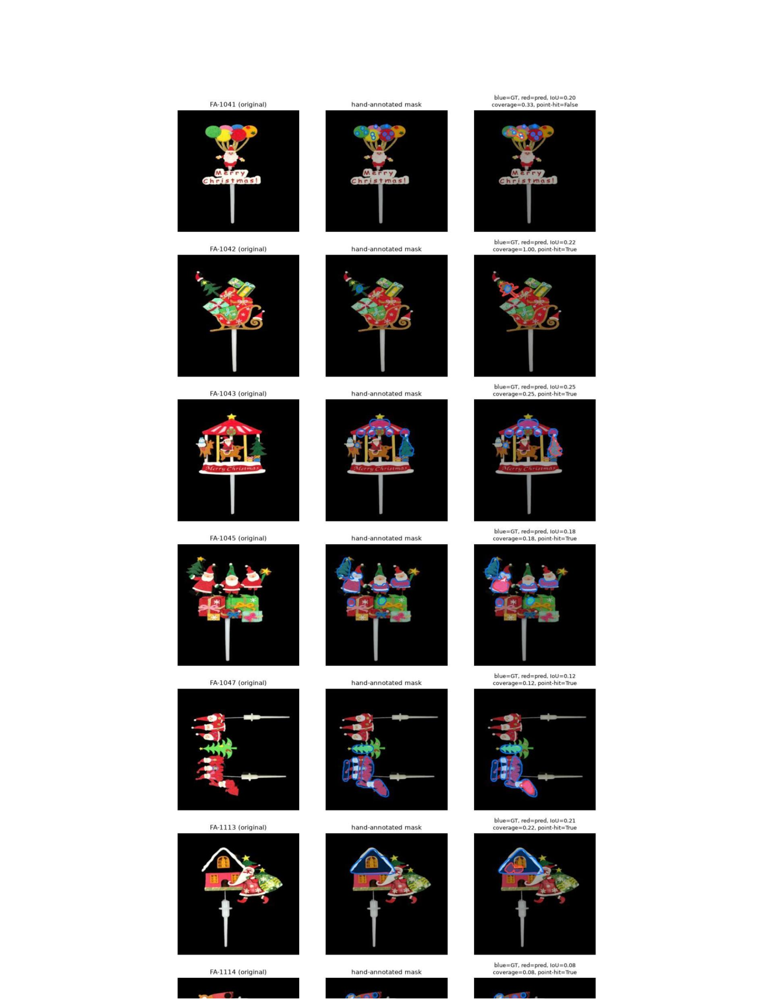 FA-1041 (original)
hand-annotated mask
blue=GT, red=pred, IoU=0.20
coverage=0.33, point-hit=False
Merry
Christmas!
Merry
Christmas!
Merry
Christmas!
FA-1042 (original)
hand-annotated mask
blue=GT, red=pred, IoU=0.22
coverage=1.00, point-hit=True
FA-1043 (original)
hand-annotated mask
blue=GT, red=pred, IoU=0.25
coverage=0.25, point-hit=True
Merry Christmas
Merry Christmas
Merry Christmas
FA-1045 (original)
hand-annotated mask
blue=GT, red=pred, IoU=0.18
coverage=0.18, point-hit=True
FA-1047 (original)
hand-annotated mask
blue=GT, red=pred, IoU=0.12
coverage=0.12, point-hit=True
FA-1113 (original)
hand-annotated mask
blue=GT, red=pred, IoU=0.21
coverage=0.22, point-hit=True
FA-1114 (original)
hand-annotated mask
blue=GT, red=pred, IoU=0.08
coverage=0.08, point-hit=True